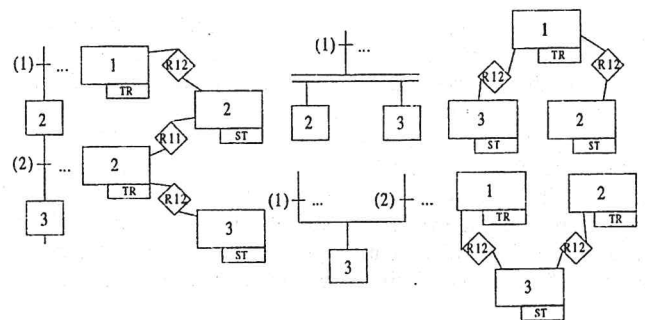 (1) ... 1 TR R12
2 2 ST
R11
(2) ... 2 TR R12
3 3 ST
(1) ...
2 3
1 TR
R12 R12
3 ST 2 ST
(1) ... (2) ...
3
1 TR 2 TR
R12 R12
3 ST